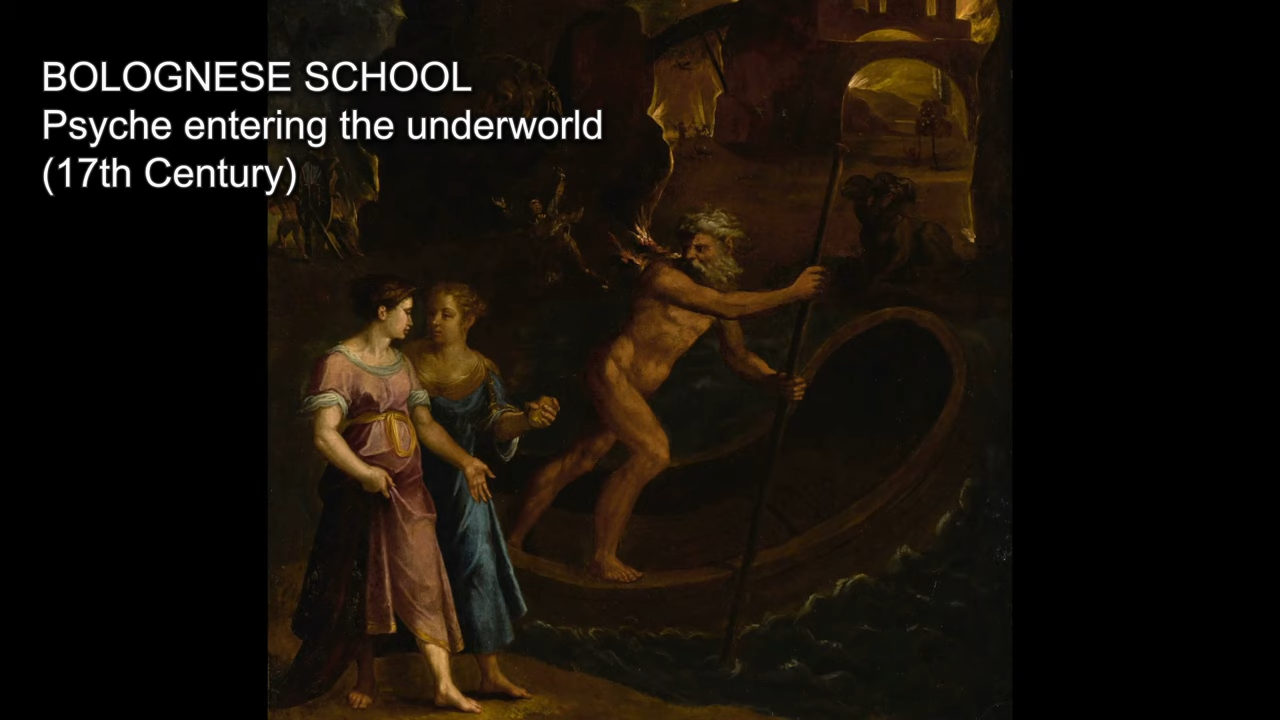 BOLOGNESE SCHOOL
Psyche entering the underworld
(17th Century)